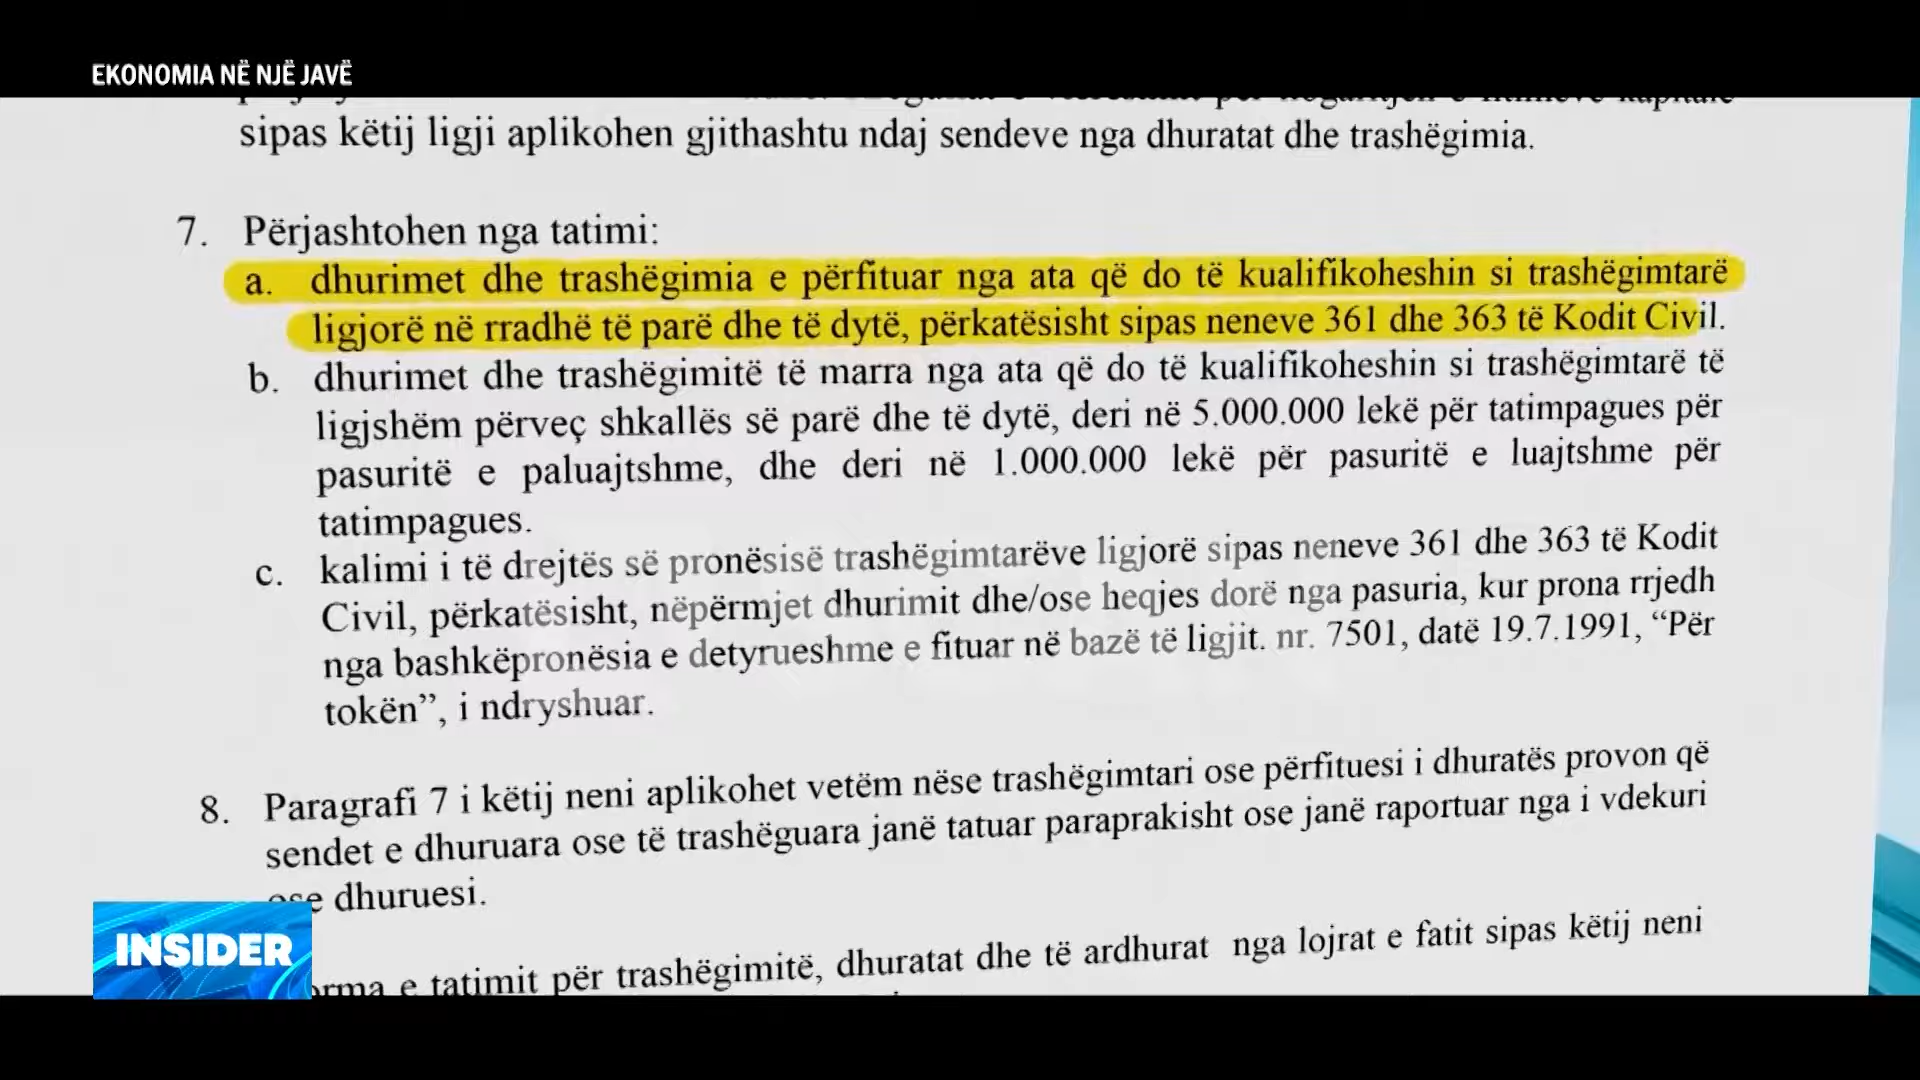 EKONOMIA NË NJË JAVË
sipas këtij ligji aplikohen gjithashtu ndaj sendeve nga dhuratat dhe trashëgimia.
7. Përjashtohen nga tatimi:
a. dhurimet dhe trashëgimia e përfituar nga ata që do të kualifikoheshin si trashëgimtarë
ligjorë në rradhë të parë dhe të dytë, përkatësisht sipas neneve 361 dhe 363 të Kodit Civil.
b. dhurimet dhe trashëgimitë të marra nga ata që do të kualifikoheshin si trashëgimtarë të
ligjshëm përveç shkallës së parë dhe të dytë, deri në 5.000.000 lekë për tatimpagues për
pasuritë e paluajtshme, dhe deri në 1.000.000 lekë për pasuritë e luajtshme për
tatimpagues.
c. kalimi i të drejtës së pronësisë trashëgimtarëve ligjorë sipas neneve 361 dhe 363 të Kodit
Civil, përkatësisht, nëpërmjet dhurimit dhe/ose heqjes dorë nga pasuria, kur prona rrjedh
nga bashkëpronësia e detyrueshme e fituar në bazë të ligjit. nr. 7501, datë 19.7.1991, “Për
tokën”, i ndryshuar.
8. Paragrafi 7 i këtij neni aplikohet vetëm nëse trashëgimtari ose përfituesi i dhuratës provon që
sendet e dhuruara ose të trashëguara janë tatuar paraprakisht ose janë raportuar nga i vdekuri
ose dhuruesi.
e tatimit për trashëgimitë, dhuratat dhe të ardhurat nga lojrat e fatit sipas këtij neni
INSIDER